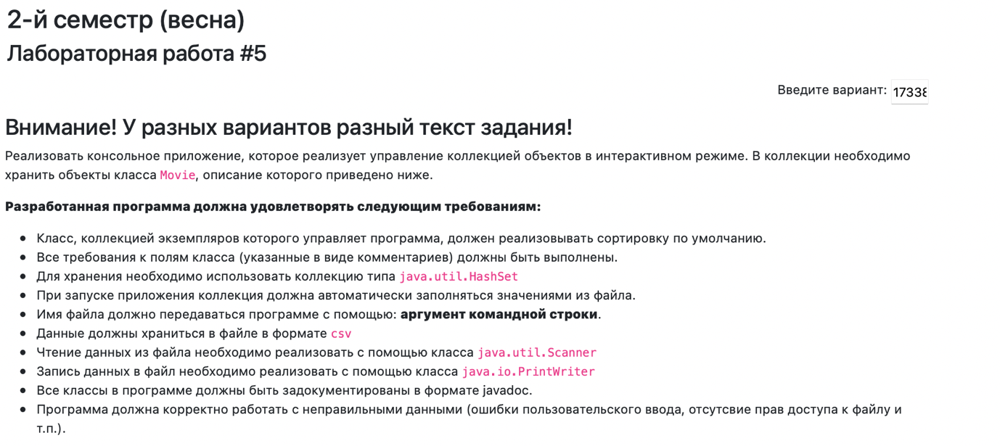 2-й семестр (весна)
Лабораторная работа #5
Введите вариант: 17338
Внимание! У разных вариантов разный текст задания!
Реализовать консольное приложение, которое реализует управление коллекцией объектов в интерактивном режиме. В коллекции необходимо
хранить объекты класса Movie, описание которого приведено ниже.
Разработанная программа должна удовлетворять следующим требованиям:
• Класс, коллекцией экземпляров которого управляет программа, должен реализовывать сортировку по умолчанию.
• Все требования к полям класса (указанные в виде комментариев) должны быть выполнены.
• Для хранения необходимо использовать коллекцию типа java.util.HashSet
• При запуске приложения коллекция должна автоматически заполняться значениями из файла.
• Имя файла должно передаваться программе с помощью: аргумент командной строки.
• Данные должны храниться в файле в формате csv
• Чтение данных из файла необходимо реализовать с помощью класса java.util.Scanner
• Запись данных в файл необходимо реализовать с помощью класса java.io.PrintWriter
• Все классы в программе должны быть задокументированы в формате javadoc.
• Программа должна корректно работать с неправильными данными (ошибки пользовательского ввода, отсутсвие прав доступа к файлу и
т.п.).